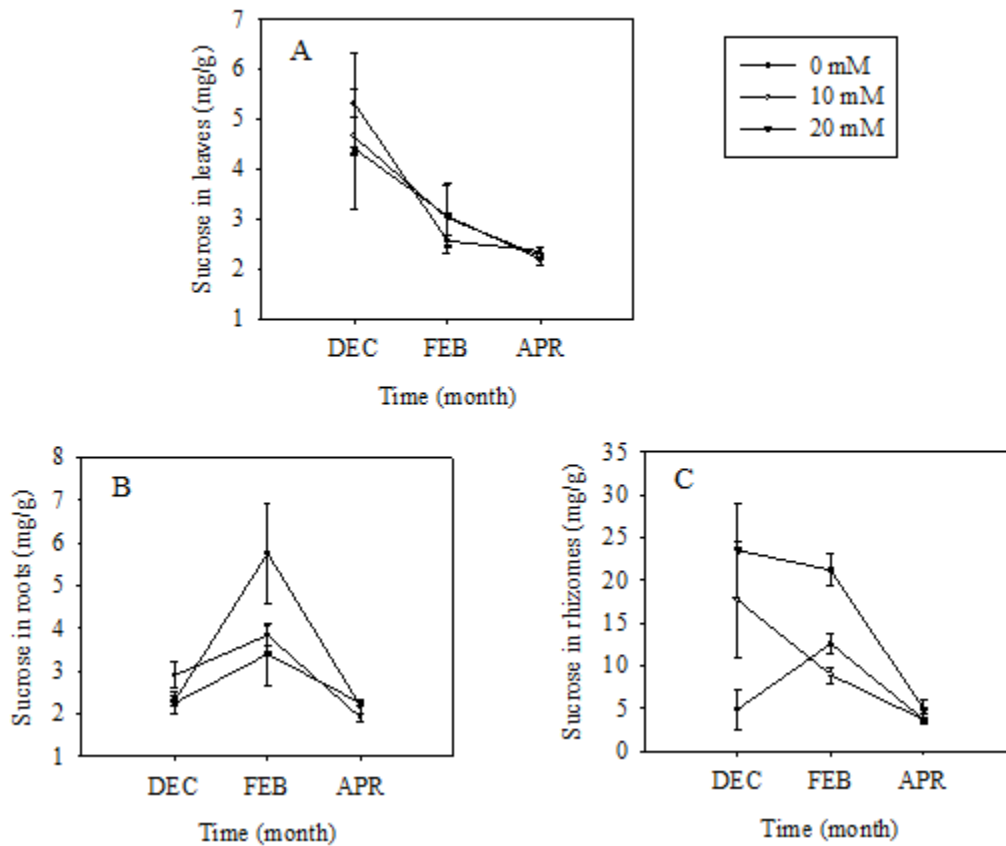 A
Sucrose in leaves (mg/g)
7
6
5
4
3
2
1
DEC FEB APR
Time (month)
0 mM
10 mM
20 mM
B
Sucrose in roots (mg/g)
8
7
6
5
4
3
2
1
DEC FEB APR
Time (month)
C
Sucrose in rhizomes (mg/g)
35
30
25
20
15
10
5
0
DEC FEB APR
Time (month)